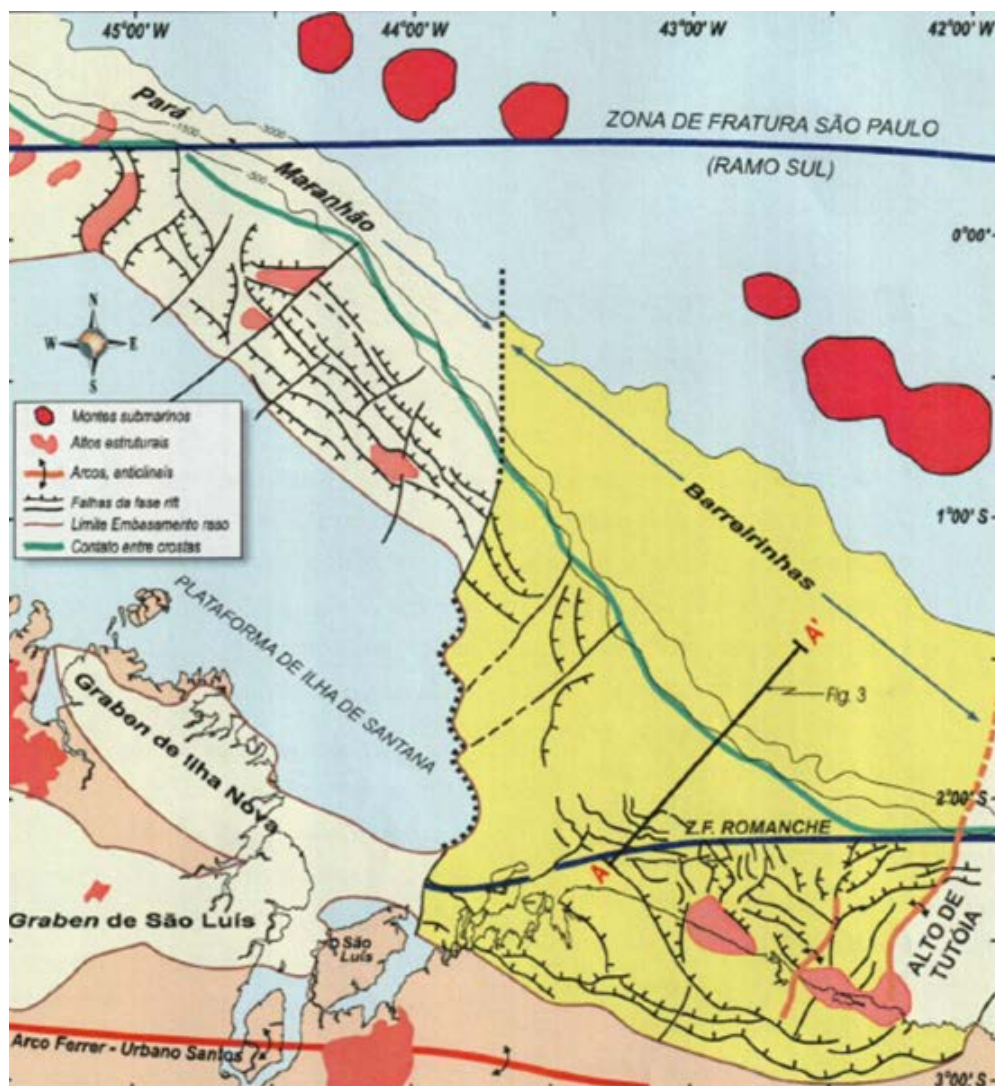 45°00' W
44°00' W
43°00' W
42°00' W
Pará
Maranhão
-1500
-3000
-500
ZONA DE FRATURA SÃO PAULO
(RAMO SUL)
0°00'
N
W
E
S
Montes submarinos
Altos estruturais
Arcos, anticlinais
Falhas da fase rift
Limite Embasamento raso
Contato entre crostas
1°00' S
Barreirinhas
PLATAFORMA DE ILHA DE SANTANA
A'
Fig. 3
Graben de Ilha Nova
2°00' S
Z.F. ROMANCHE
A
Graben de São Luís
São
Luís
ALTO DE
TUTÓIA
Arco Ferrer - Urbano Santos
3°00' S